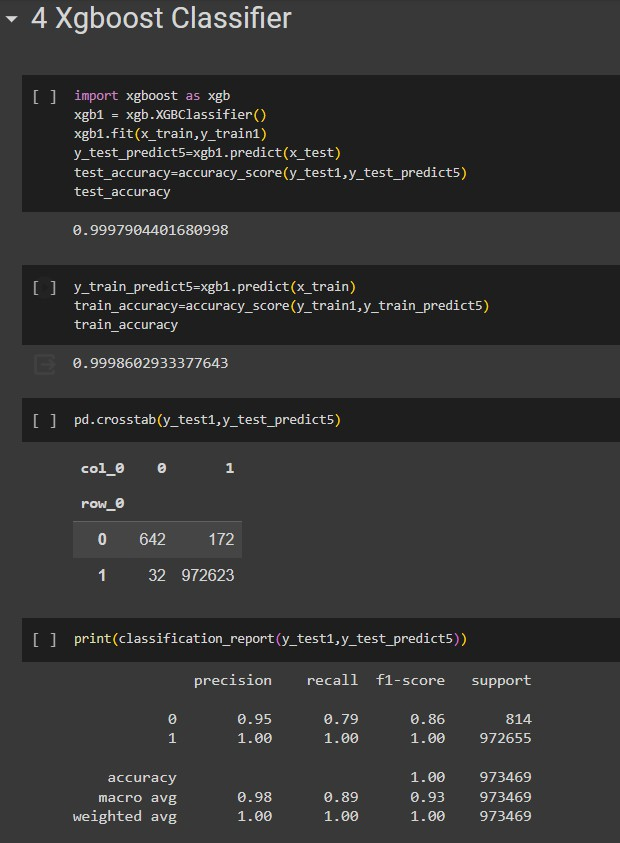 4 Xgboost Classifier
[ ] import xgboost as xgb
xgb1 = xgb.XGBClassifier()
xgb1.fit(x_train,y_train1)
y_test_predict5=xgb1.predict(x_test)
test_accuracy=accuracy_score(y_test1,y_test_predict5)
test_accuracy
0.9997904401680998
[ ] y_train_predict5=xgb1.predict(x_train)
train_accuracy=accuracy_score(y_train1,y_train_predict5)
train_accuracy
0.9998602933377643
[ ] pd.crosstab(y_test1,y_test_predict5)
col_0 0 1
row_0
0 642 172
1 32 972623
[ ] print(classification_report(y_test1,y_test_predict5))
precision recall f1-score support
0 0.95 0.79 0.86 814
1 1.00 1.00 1.00 972655
accuracy 1.00 973469
macro avg 0.98 0.89 0.93 973469
weighted avg 1.00 1.00 1.00 973469